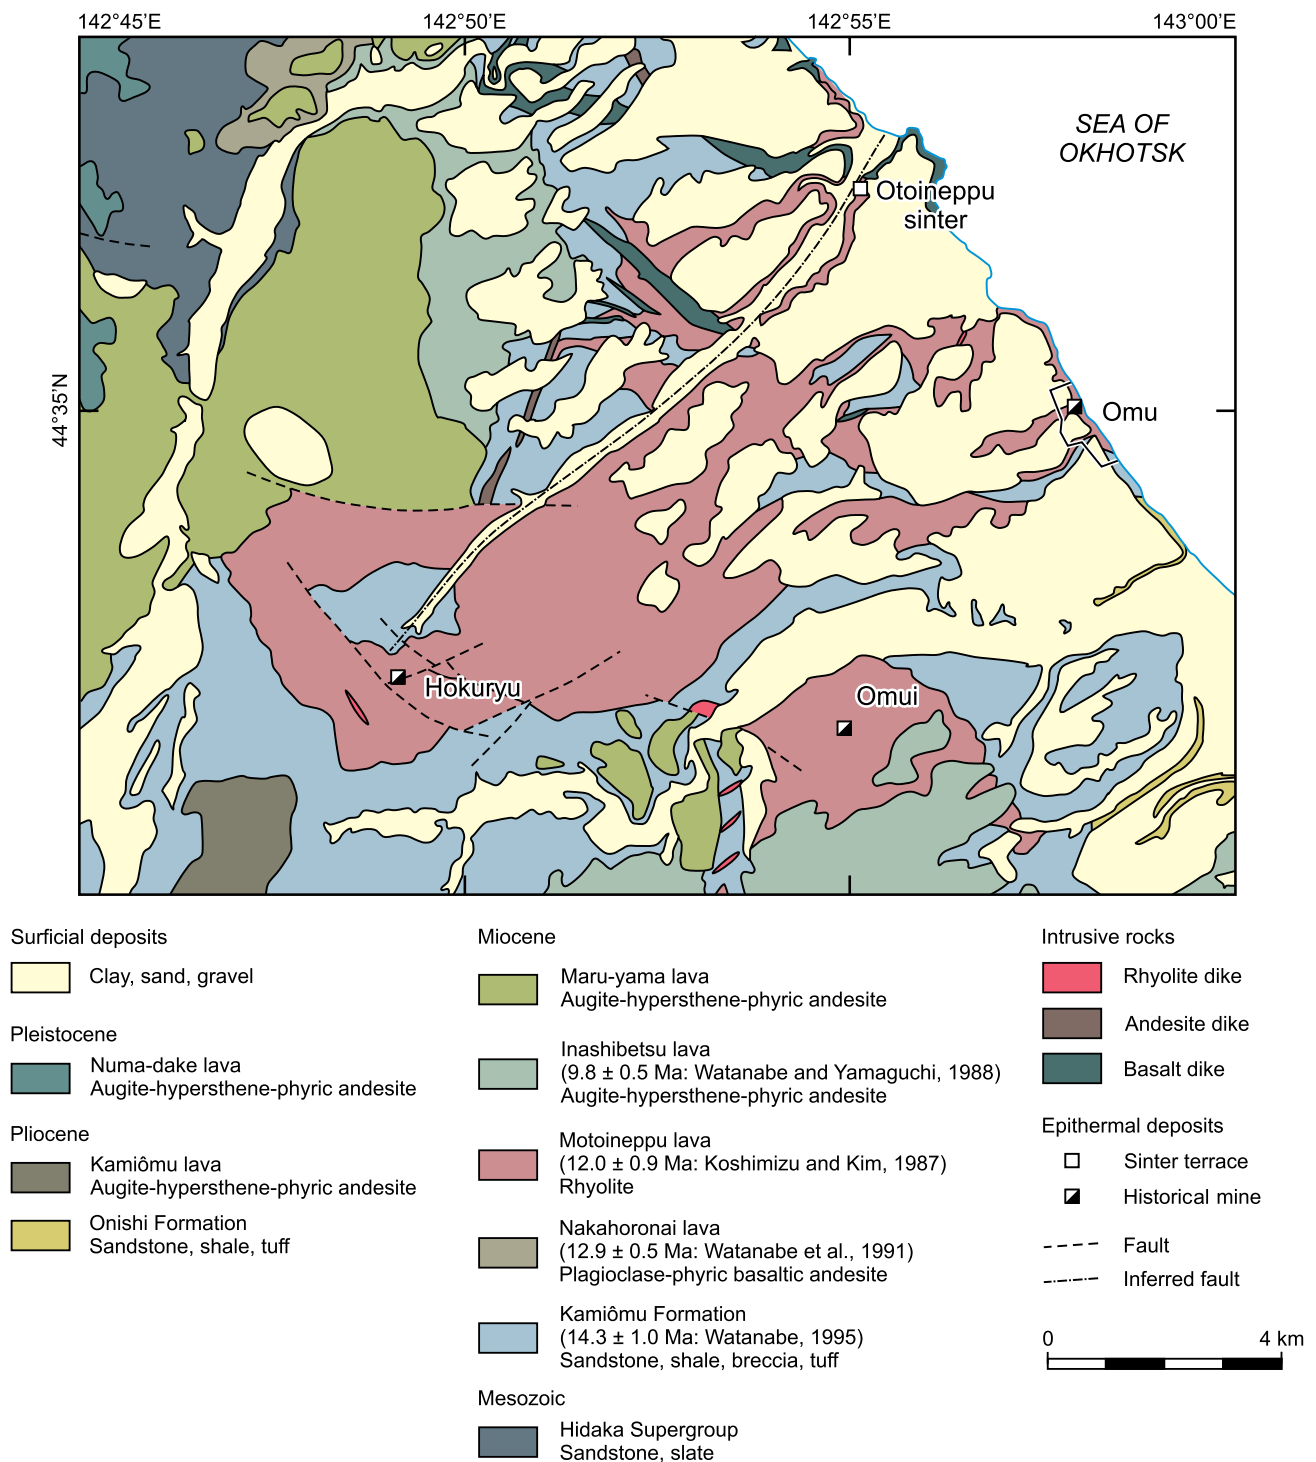 142°45'E 142°50'E 142°55'E 143°00'E
SEA OF
OKHOTSK
Otoineppu
sinter
44°35'N
Omu
Hokuryu
Omui
Surficial deposits
Clay, sand, gravel
Pleistocene
Numa-dake lava
Augite-hypersthene-phyric andesite
Pliocene
Kamiômu lava
Augite-hypersthene-phyric andesite
Onishi Formation
Sandstone, shale, tuff
Miocene
Maru-yama lava
Augite-hypersthene-phyric andesite
Inashibetsu lava
(9.8 ± 0.5 Ma: Watanabe and Yamaguchi, 1988)
Augite-hypersthene-phyric andesite
Motoineppu lava
(12.0 ± 0.9 Ma: Koshimizu and Kim, 1987)
Rhyolite
Nakahoronai lava
(12.9 ± 0.5 Ma: Watanabe et al., 1991)
Plagioclase-phyric basaltic andesite
Kamiômu Formation
(14.3 ± 1.0 Ma: Watanabe, 1995)
Sandstone, shale, breccia, tuff
Mesozoic
Hidaka Supergroup
Sandstone, slate
Intrusive rocks
Rhyolite dike
Andesite dike
Basalt dike
Epithermal deposits
Sinter terrace
Historical mine
Fault
Inferred fault
0 4 km